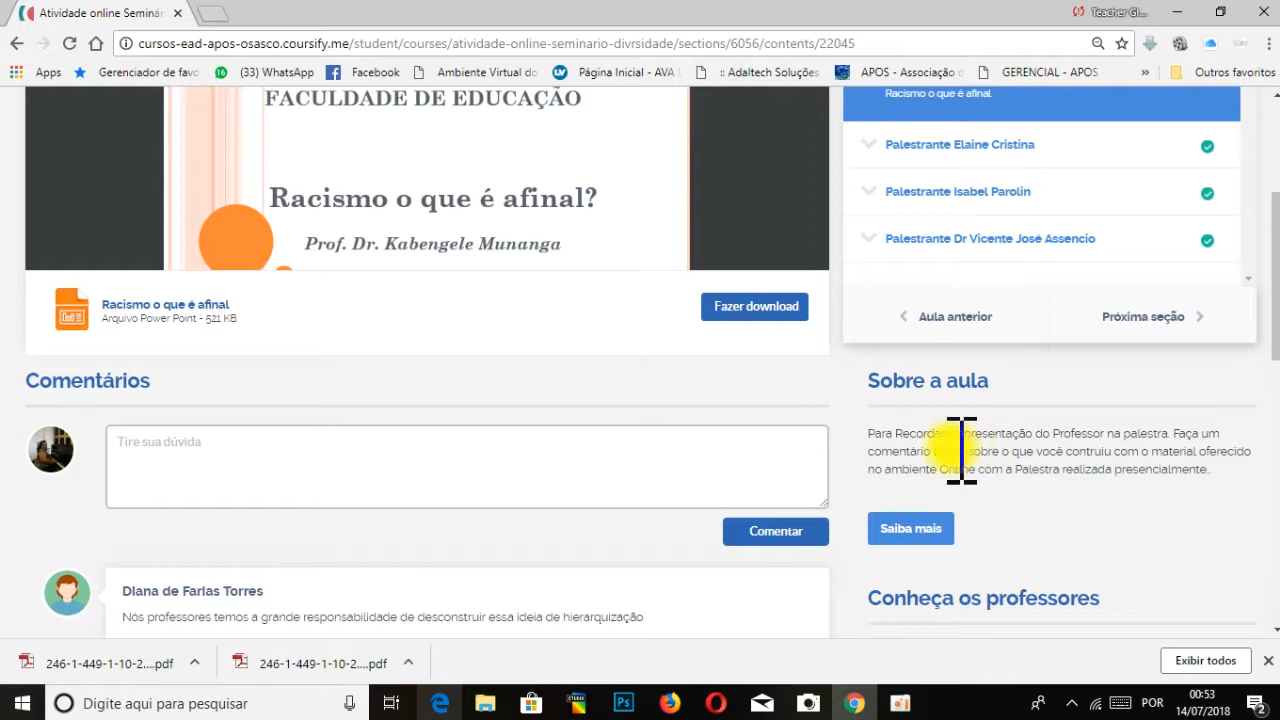 Atividade online Seminár
Teacher Gl...
cursos-ead-apos-osasco.coursify.me/student/courses/atividade-online-seminario-divrsidade/sections/6056/contents/22045
Apps Gerenciador de favo (33) WhatsApp Facebook Ambiente Virtual do Página Inicial - AVA :: Adaltech Soluções APOS - Associação d GERENCIAL - APOS » Outros favoritos
FACULDADE DE EDUCAÇÃO
Racismo o que é afinal?
Prof. Dr. Kabengele Munanga
Racismo o que é afinal
Arquivo Power Point - 521 KB
Fazer download
Racismo o que é afinal
Palestrante Elaine Cristina
Palestrante Isabel Parolin
Palestrante Dr Vicente José Assencio
Aula anterior
Próxima seção
Comentários
Tire sua dúvida
Comentar
Diana de Farias Torres
Nós professores temos a grande responsabilidade de desconstruir essa ideia de hierarquização
Sobre a aula
Para Recordar apresentação do Professor na palestra. Faça um
comentário sobre o que você contruiu com o material oferecido
no ambiente Online com a Palestra realizada presencialmente..
Saiba mais
Conheça os professores
246-1-449-1-10-2....pdf
246-1-449-1-10-2....pdf
Exibir todos
Digite aqui para pesquisar
STUDIO
POR
00:53
14/07/2018
2